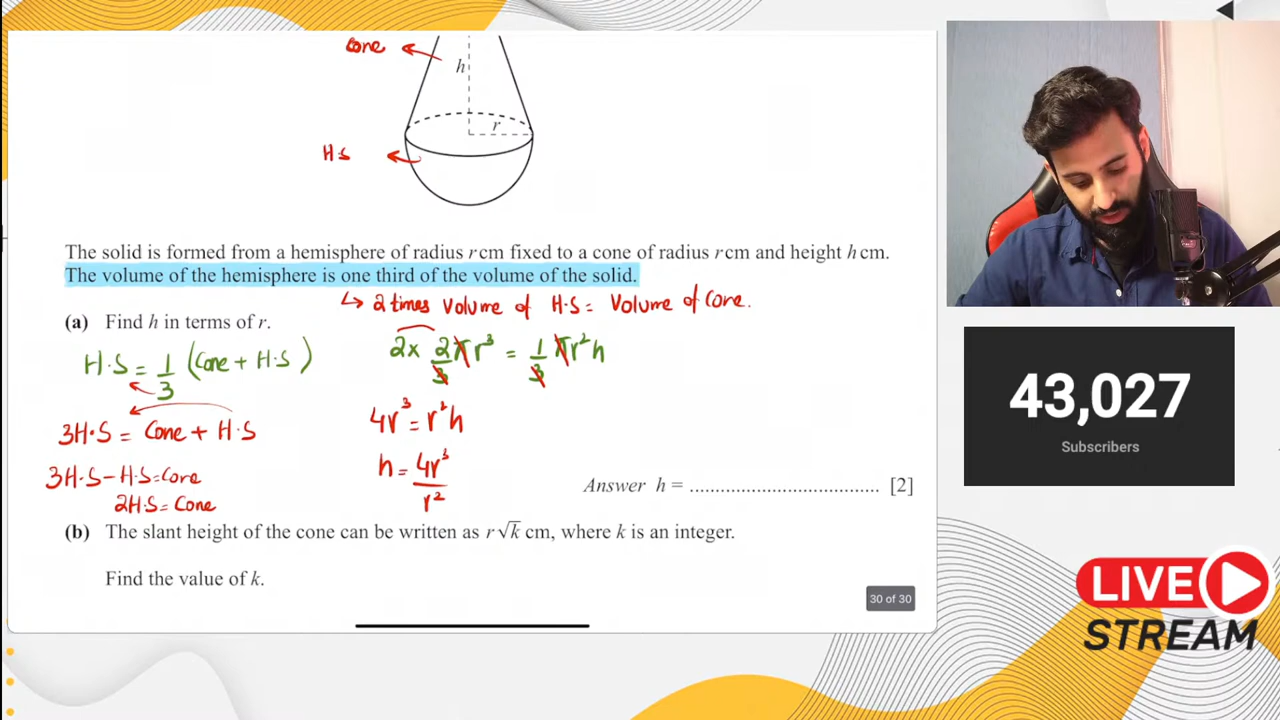 Cone
h
r
H·S
The solid is formed from a hemisphere of radius r cm fixed to a cone of radius r cm and height h cm.
The volume of the hemisphere is one third of the volume of the solid.
↳ 2 times Volume of H·S = Volume of Cone.
(a) Find h in terms of r.
H·S = 1/3 (Cone + H·S)
3H·S = Cone + H·S
3H·S - H·S = Cone
2H·S = Cone
2 × 2/3 πr³ = 1/3 πr²h
4r³ = r²h
h = 4r³/r²
Answer h = ...................................... [2]
(b) The slant height of the cone can be written as r√k cm, where k is an integer.
Find the value of k.
30 of 30
43,027
Subscribers
LIVE
STREAM